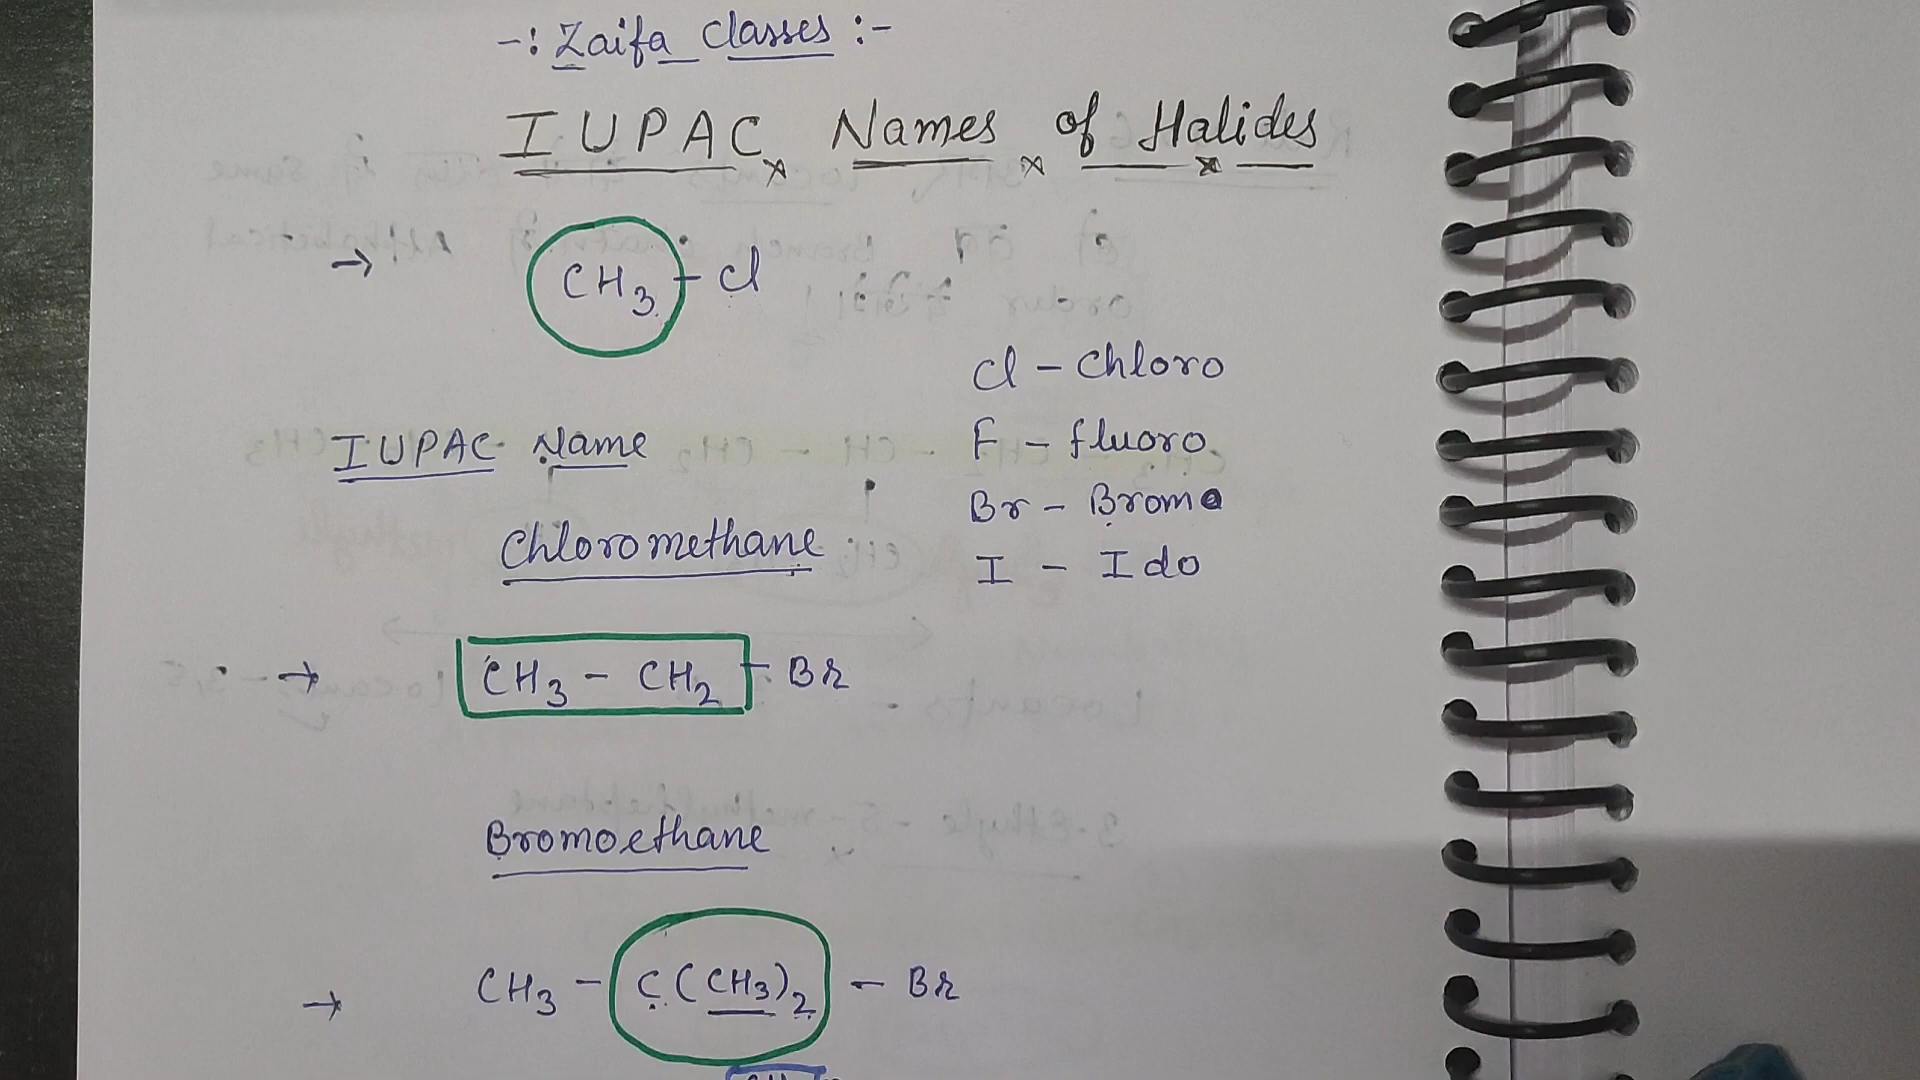 -: Zaifa Classes :-
IUPAC Names of Halides
→ CH3 - Cl
Cl - Chloro
F - fluoro
Br - Bromo
I - Ido
IUPAC Name
Chloromethane
→ CH3 - CH2 - Br
Bromoethane
→ CH3 - C(CH3)2 - Br